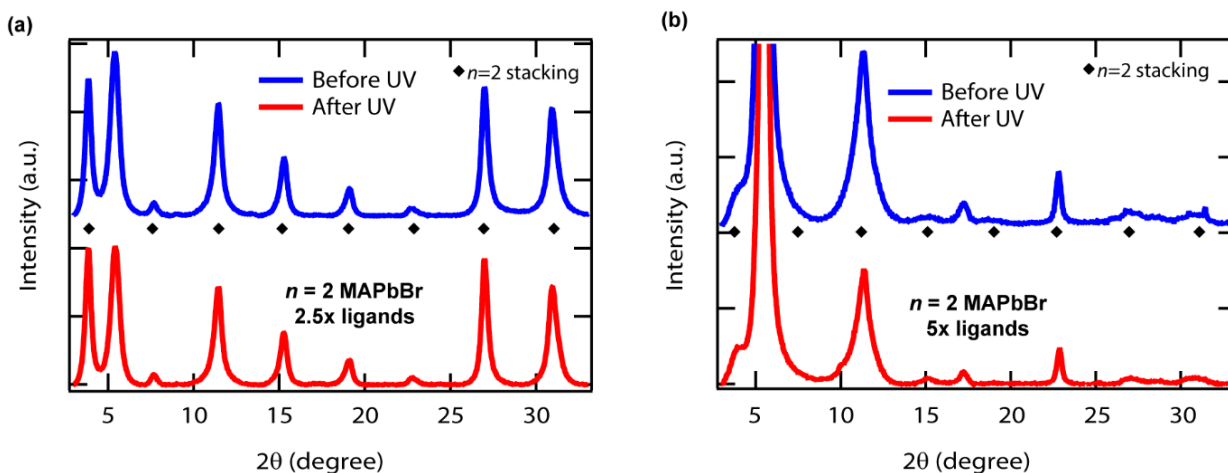 (a)
Intensity (a.u.)
Before UV
After UV
◆n=2 stacking
n = 2 MAPbBr
2.5x ligands
5 10 15 20 25 30
2θ (degree)
(b)
Intensity (a.u.)
Before UV
After UV
◆n=2 stacking
n = 2 MAPbBr
5x ligands
5 10 15 20 25 30
2θ (degree)